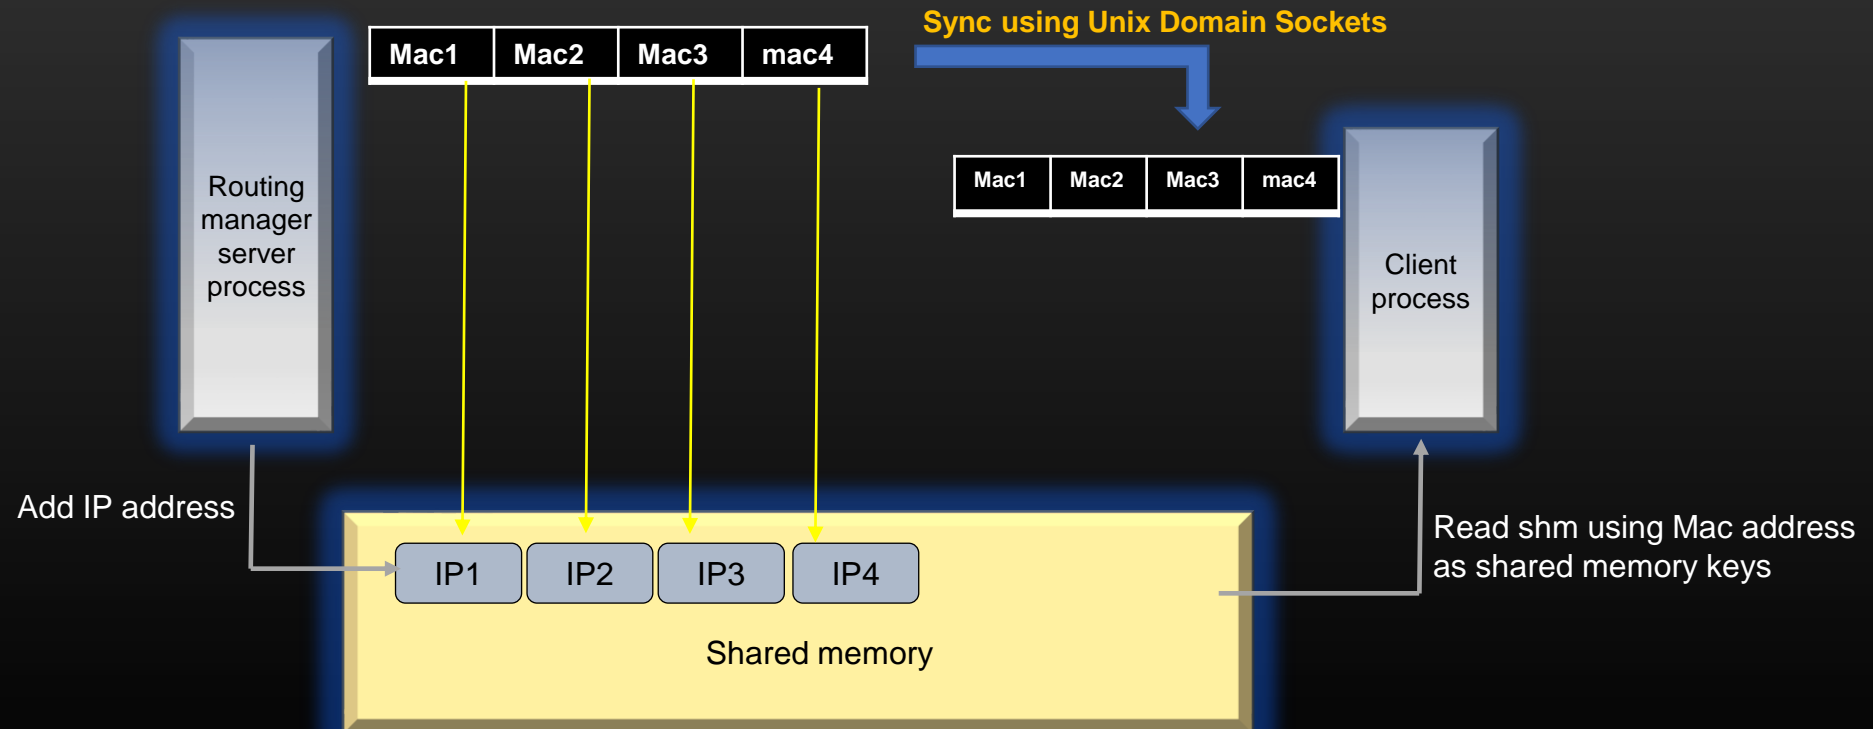 Sync using Unix Domain Sockets
Mac1 Mac2 Mac3 mac4
Mac1 Mac2 Mac3 mac4
Routing
manager
server
process
Client
process
Add IP address
Read shm using Mac address
as shared memory keys
IP1 IP2 IP3 IP4
Shared memory